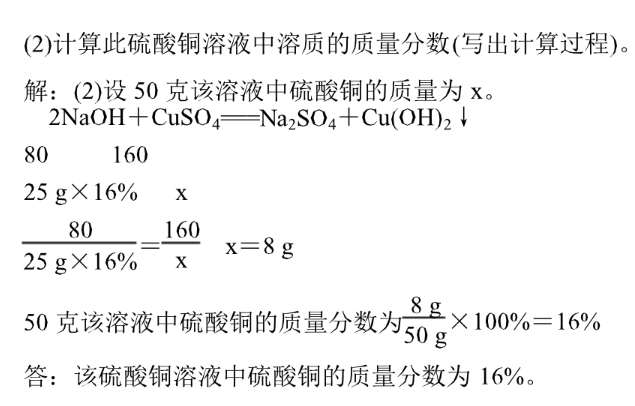 (2)计算此硫酸铜溶液中溶质的质量分数(写出计算过程)。
解：(2)设 50 克该溶液中硫酸铜的质量为 x。
2NaOH＋CuSO₄══Na₂SO₄＋Cu(OH)₂↓
80 160
25 g×16% x
80/(25 g×16%)＝160/x x＝8 g
50 克该溶液中硫酸铜的质量分数为8 g/50 g×100%＝16%
答：该硫酸铜溶液中硫酸铜的质量分数为 16%。